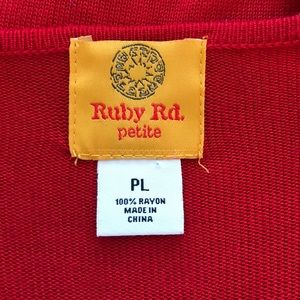 Ruby Rd.
petite
PL
100% RAYON
MADE IN
CHINA